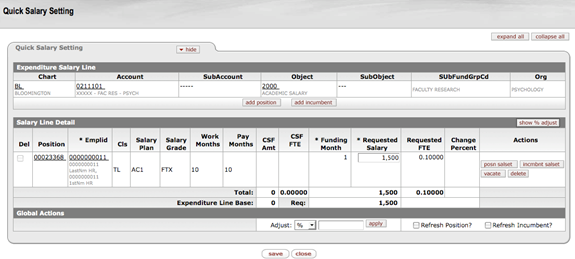 Quick Salary Setting
expand all collapse all
Quick Salary Setting hide
Expenditure Salary Line
Chart Account SubAccount Object SubObject SUbFundGrpCd Org
BL 0211101 ----- 2000 ---
BLOOMINGTON XXXXX - PAC RES - PSYCH ACADEMIC SALARY FACULTY RESEARCH PSYCHOLOGY
add position add incumbent
Salary Line Detail show % adjust
Del Position * Emplid Cls Salary Plan Salary Grade Work Months Pay Months CSF Amt CSF FTE * Funding Month * Requested Salary Requested FTE Change Percent Actions
00023368 0000000011 TL AC1 FTX 10 10 1 1,500 0.10000
0000000011
LastNm HR,
0000000011
1stNm HR
posn salset incmbnt salset
vacate delete
Total: 0 0.00000 1,500 0.10000
Expenditure Line Base: 0 Req: 1,500
Global Actions
Adjust: % apply Refresh Position? Refresh Incumbent?
save close